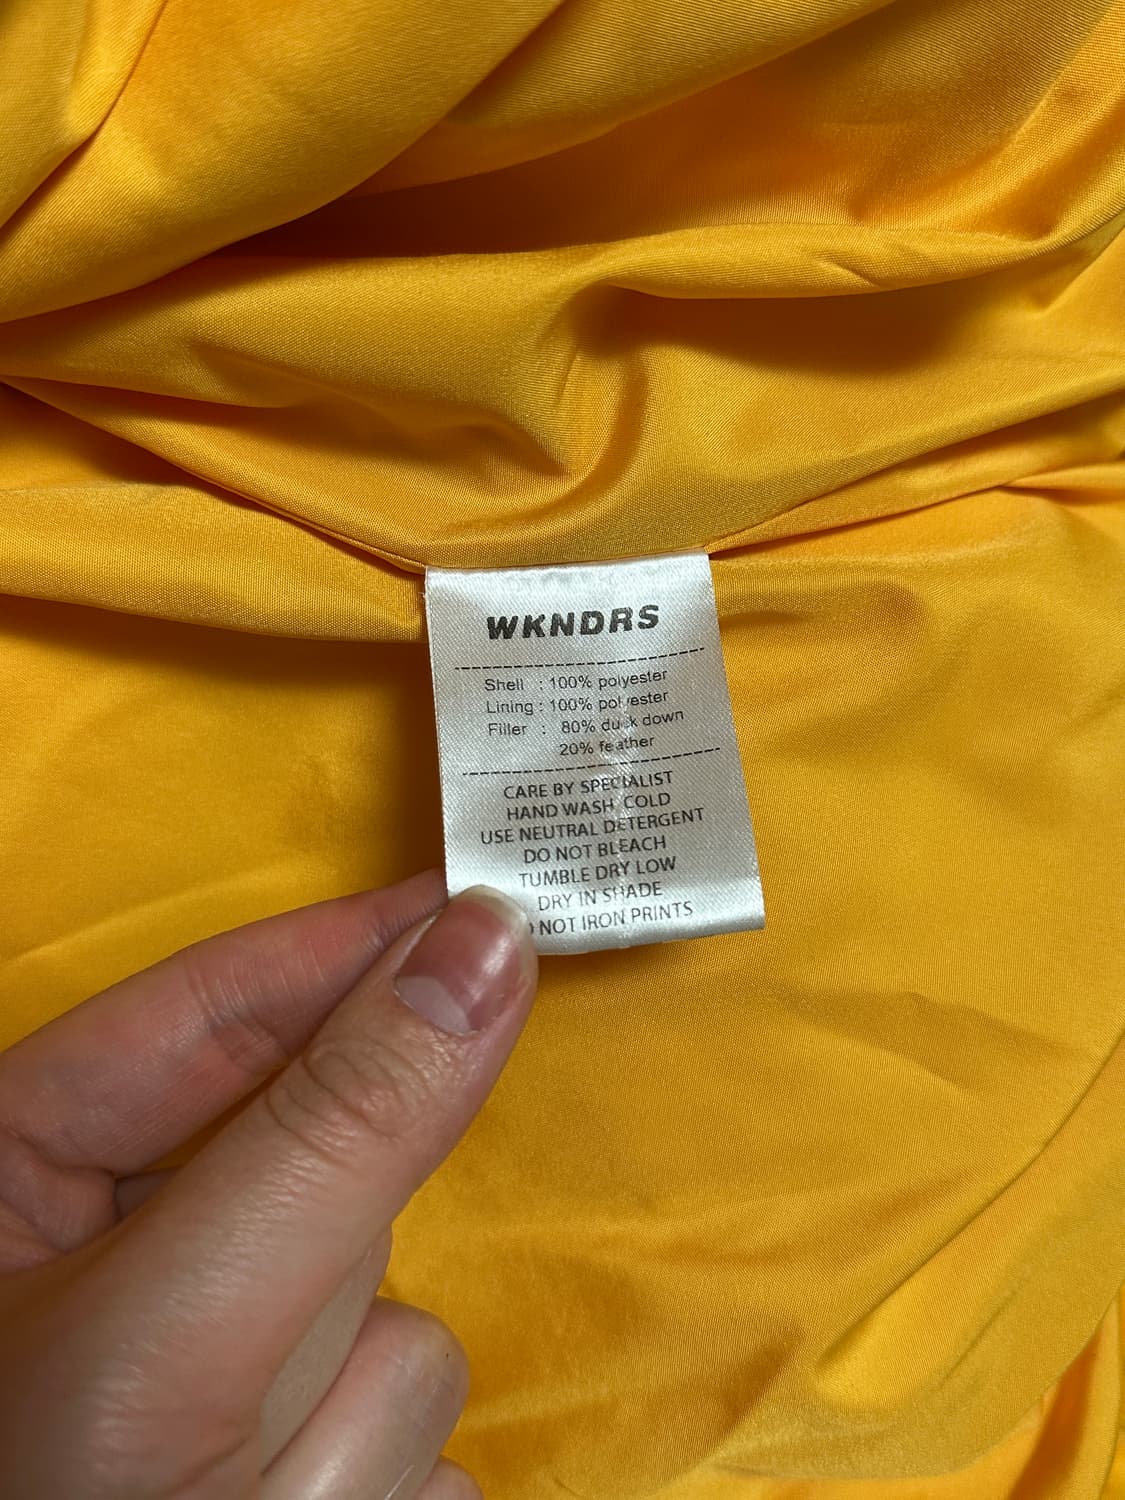 WKNDRS
Shell : 100% polyester
Lining : 100% polyester
Filler : 80% duck down
20% feather
CARE BY SPECIALIST
HAND WASH COLD
USE NEUTRAL DETERGENT
DO NOT BLEACH
TUMBLE DRY LOW
DRY IN SHADE
NOT IRON PRINTS